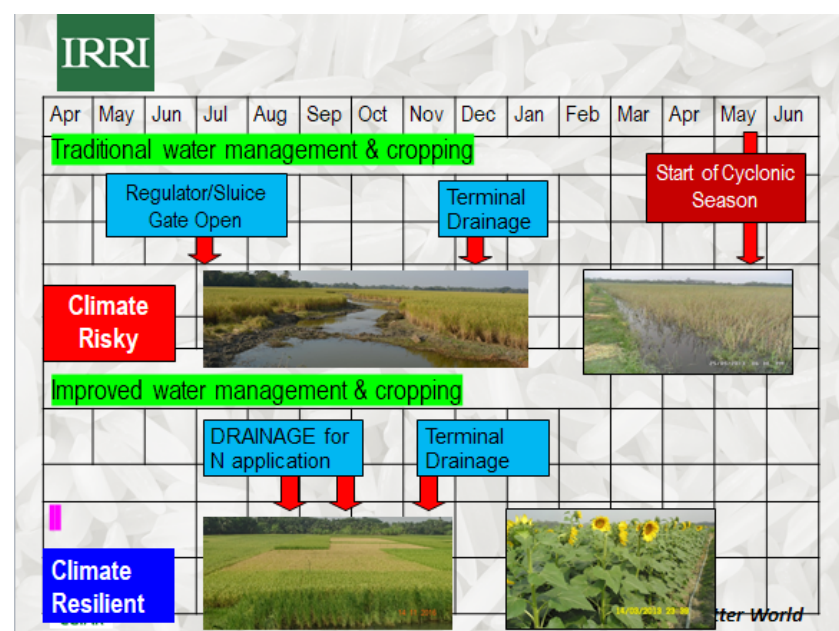 IRRI
Apr May Jun Jul Aug Sep Oct Nov Dec Jan Feb Mar Apr May Jun
Traditional water management & cropping
Regulator/Sluice
Gate Open
Terminal
Drainage
Start of Cyclonic
Season
Climate
Risky
Improved water management & cropping
DRAINAGE for
N application
Terminal
Drainage
Climate
Resilient
tter World